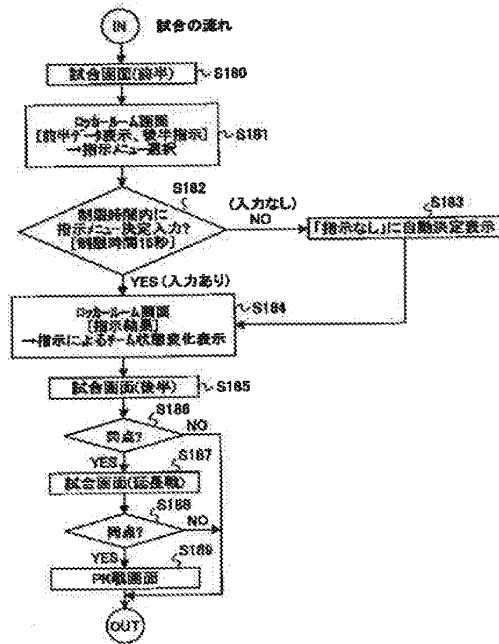 IN
試合の流れ
試合画面(前半)
S180
ロッカールーム画面
[前半データ表示、後半指示]
→指示メニュー選択
S181
S182
制限時間内に
指示メニュー決定入力?
[制限時間15秒]
(入力なし)
NO
S183
「指示なし」に自動決定表示
YES(入力あり)
S184
ロッカールーム画面
[指示結果]
→指示によるチーム状態変化表示
試合画面(後半)
S185
S186
同点?
NO
YES
S187
試合画面(延長戦)
S188
同点?
NO
YES
S189
PK戦画面
OUT